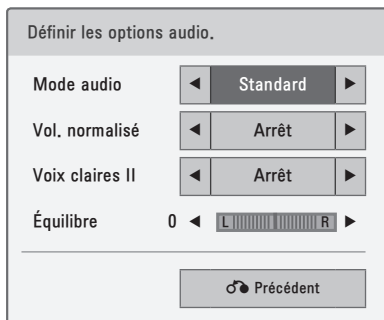 Définir les options audio.
Mode audio ◀ Standard ▶
Vol. normalisé ◀ Arrêt ▶
Voix claires II ◀ Arrêt ▶
Équilibre 0 ◀ L R ▶
Précédent